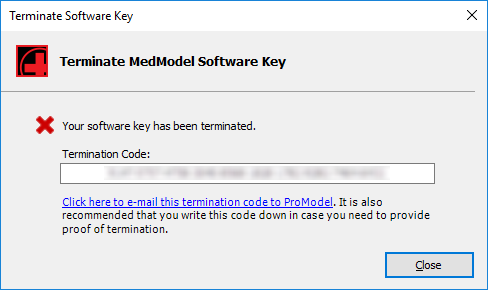 Terminate Software Key
Terminate MedModel Software Key
Your software key has been terminated.
Termination Code:
Click here to e-mail this termination code to ProModel. It is also
recommended that you write this code down in case you need to provide
proof of termination.
Close